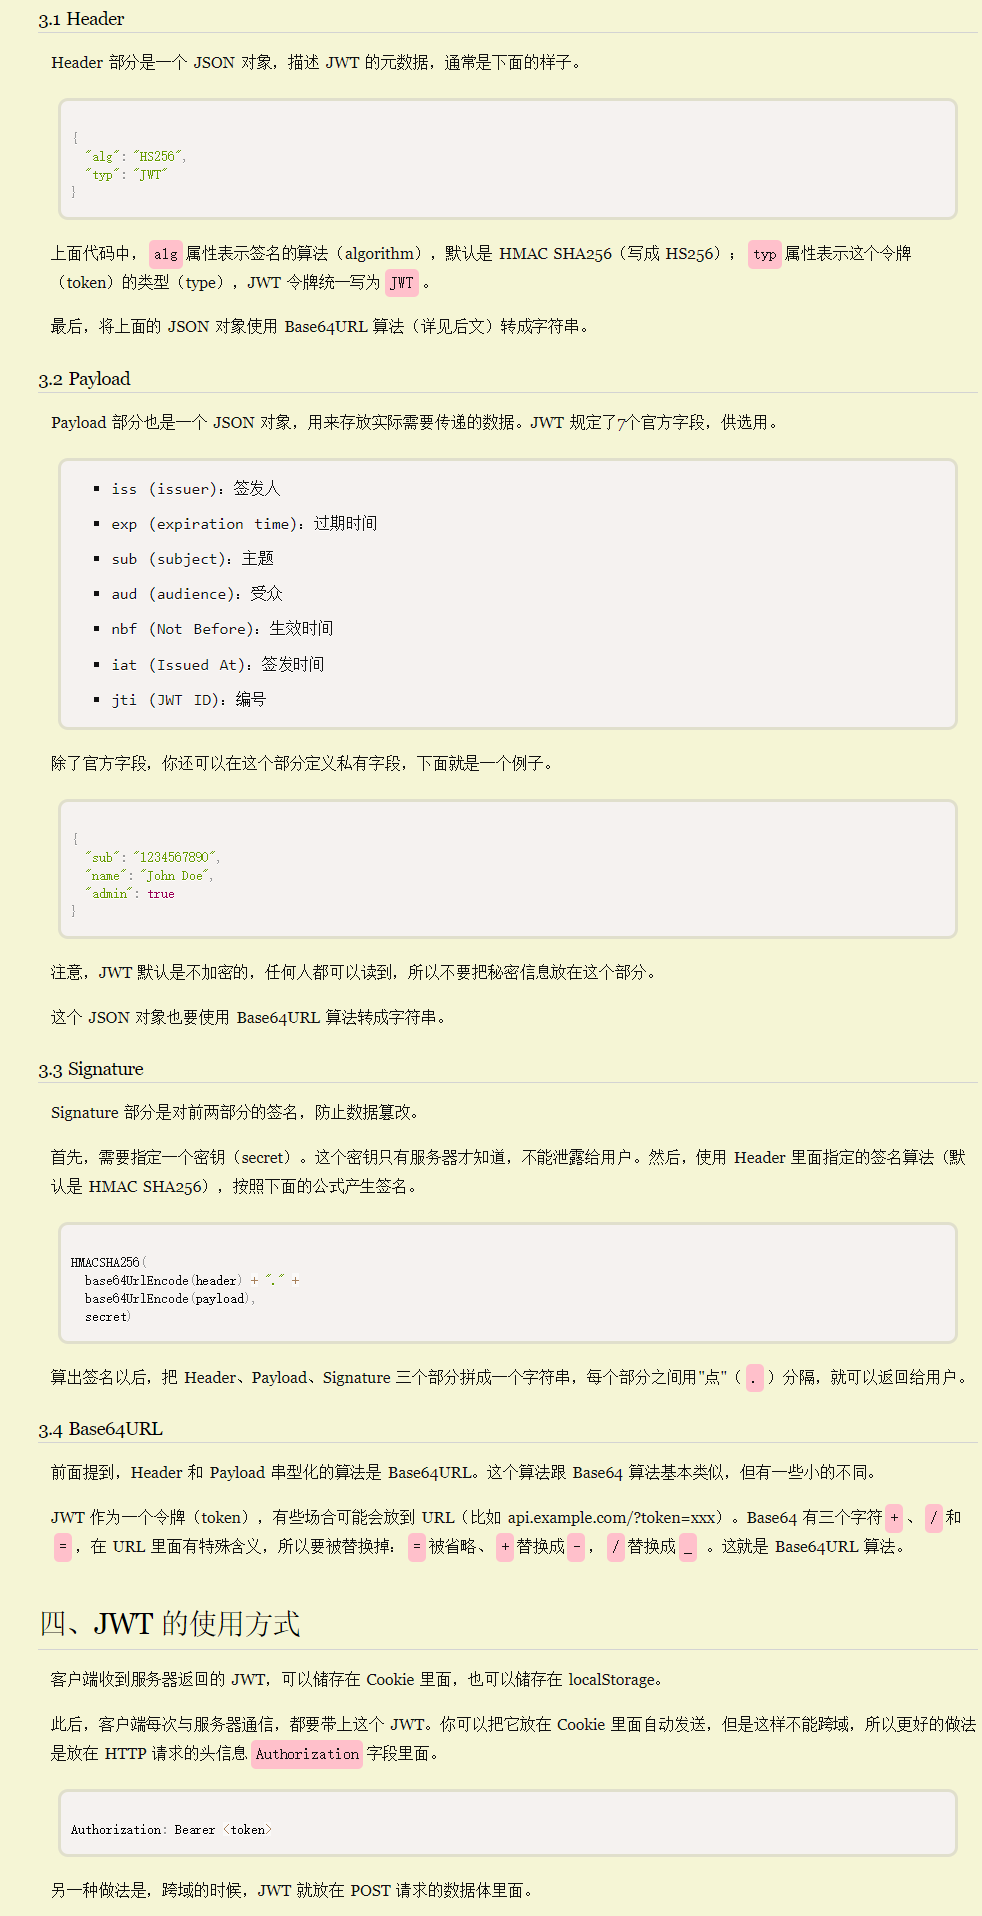 3.1 Header
Header 部分是一个 JSON 对象，描述 JWT 的元数据，通常是下面的样子。
{
"alg": "HS256",
"typ": "JWT"
}
上面代码中， alg 属性表示签名的算法（algorithm），默认是 HMAC SHA256（写成 HS256）； typ 属性表示这个令牌
（token）的类型（type），JWT 令牌统一写为 JWT 。
最后，将上面的 JSON 对象使用 Base64URL 算法（详见后文）转成字符串。
3.2 Payload
Payload 部分也是一个 JSON 对象，用来存放实际需要传递的数据。JWT 规定了7个官方字段，供选用。
▪ iss (issuer)：签发人
▪ exp (expiration time)：过期时间
▪ sub (subject)：主题
▪ aud (audience)：受众
▪ nbf (Not Before)：生效时间
▪ iat (Issued At)：签发时间
▪ jti (JWT ID)：编号
除了官方字段，你还可以在这个部分定义私有字段，下面就是一个例子。
{
"sub": "1234567890",
"name": "John Doe",
"admin": true
}
注意，JWT 默认是不加密的，任何人都可以读到，所以不要把秘密信息放在这个部分。
这个 JSON 对象也要使用 Base64URL 算法转成字符串。
3.3 Signature
Signature 部分是对前两部分的签名，防止数据篡改。
首先，需要指定一个密钥（secret）。这个密钥只有服务器才知道，不能泄露给用户。然后，使用 Header 里面指定的签名算法（默
认是 HMAC SHA256），按照下面的公式产生签名。
HMACSHA256(
base64UrlEncode(header) + "." +
base64UrlEncode(payload),
secret)
算出签名以后，把 Header、Payload、Signature 三个部分拼成一个字符串，每个部分之间用"点"（ . ）分隔，就可以返回给用户。
3.4 Base64URL
前面提到，Header 和 Payload 串型化的算法是 Base64URL。这个算法跟 Base64 算法基本类似，但有一些小的不同。
JWT 作为一个令牌（token），有些场合可能会放到 URL（比如 api.example.com/?token=xxx）。Base64 有三个字符 + 、 / 和
= ，在 URL 里面有特殊含义，所以要被替换掉： = 被省略、 + 替换成 - ， / 替换成 _ 。这就是 Base64URL 算法。
四、JWT 的使用方式
客户端收到服务器返回的 JWT，可以储存在 Cookie 里面，也可以储存在 localStorage。
此后，客户端每次与服务器通信，都要带上这个 JWT。你可以把它放在 Cookie 里面自动发送，但是这样不能跨域，所以更好的做法
是放在 HTTP 请求的头信息 Authorization 字段里面。
Authorization: Bearer <token>
另一种做法是，跨域的时候，JWT 就放在 POST 请求的数据体里面。